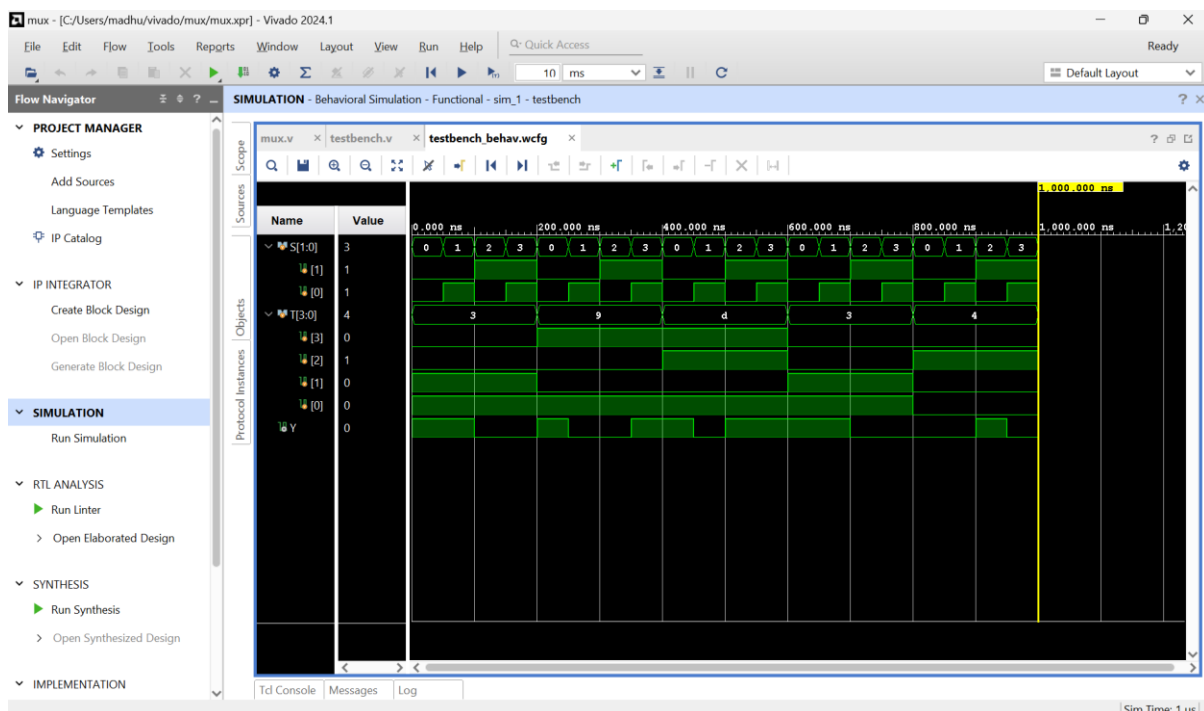 mux - [C:/Users/madhu/vivado/mux/mux.xpr] - Vivado 2024.1
File Edit Flow Tools Reports Window Layout View Run Help Quick Access Ready
10 ms Default Layout
Flow Navigator ? SIMULATION - Behavioral Simulation - Functional - sim_1 - testbench ?
PROJECT MANAGER
Settings
Add Sources
Language Templates
IP Catalog
IP INTEGRATOR
Create Block Design
Open Block Design
Generate Block Design
SIMULATION
Run Simulation
RTL ANALYSIS
Run Linter
Open Elaborated Design
SYNTHESIS
Run Synthesis
Open Synthesized Design
IMPLEMENTATION
Scope
Sources
Objects
Protocol Instances
mux.v testbench.v testbench_behav.wcfg ?
1,000.000 ns
Name Value 0.000 ns 200.000 ns 400.000 ns 600.000 ns 800.000 ns 1,000.000 ns 1,20
S[1:0] 3 0 1 2 3 0 1 2 3 0 1 2 3 0 1 2 3 0 1 2 3
[1] 1
[0] 1
T[3:0] 4 3 9 d 3 4
[3] 0
[2] 1
[1] 0
[0] 0
Y 0
Tcl Console Messages Log
Sim Time: 1 us